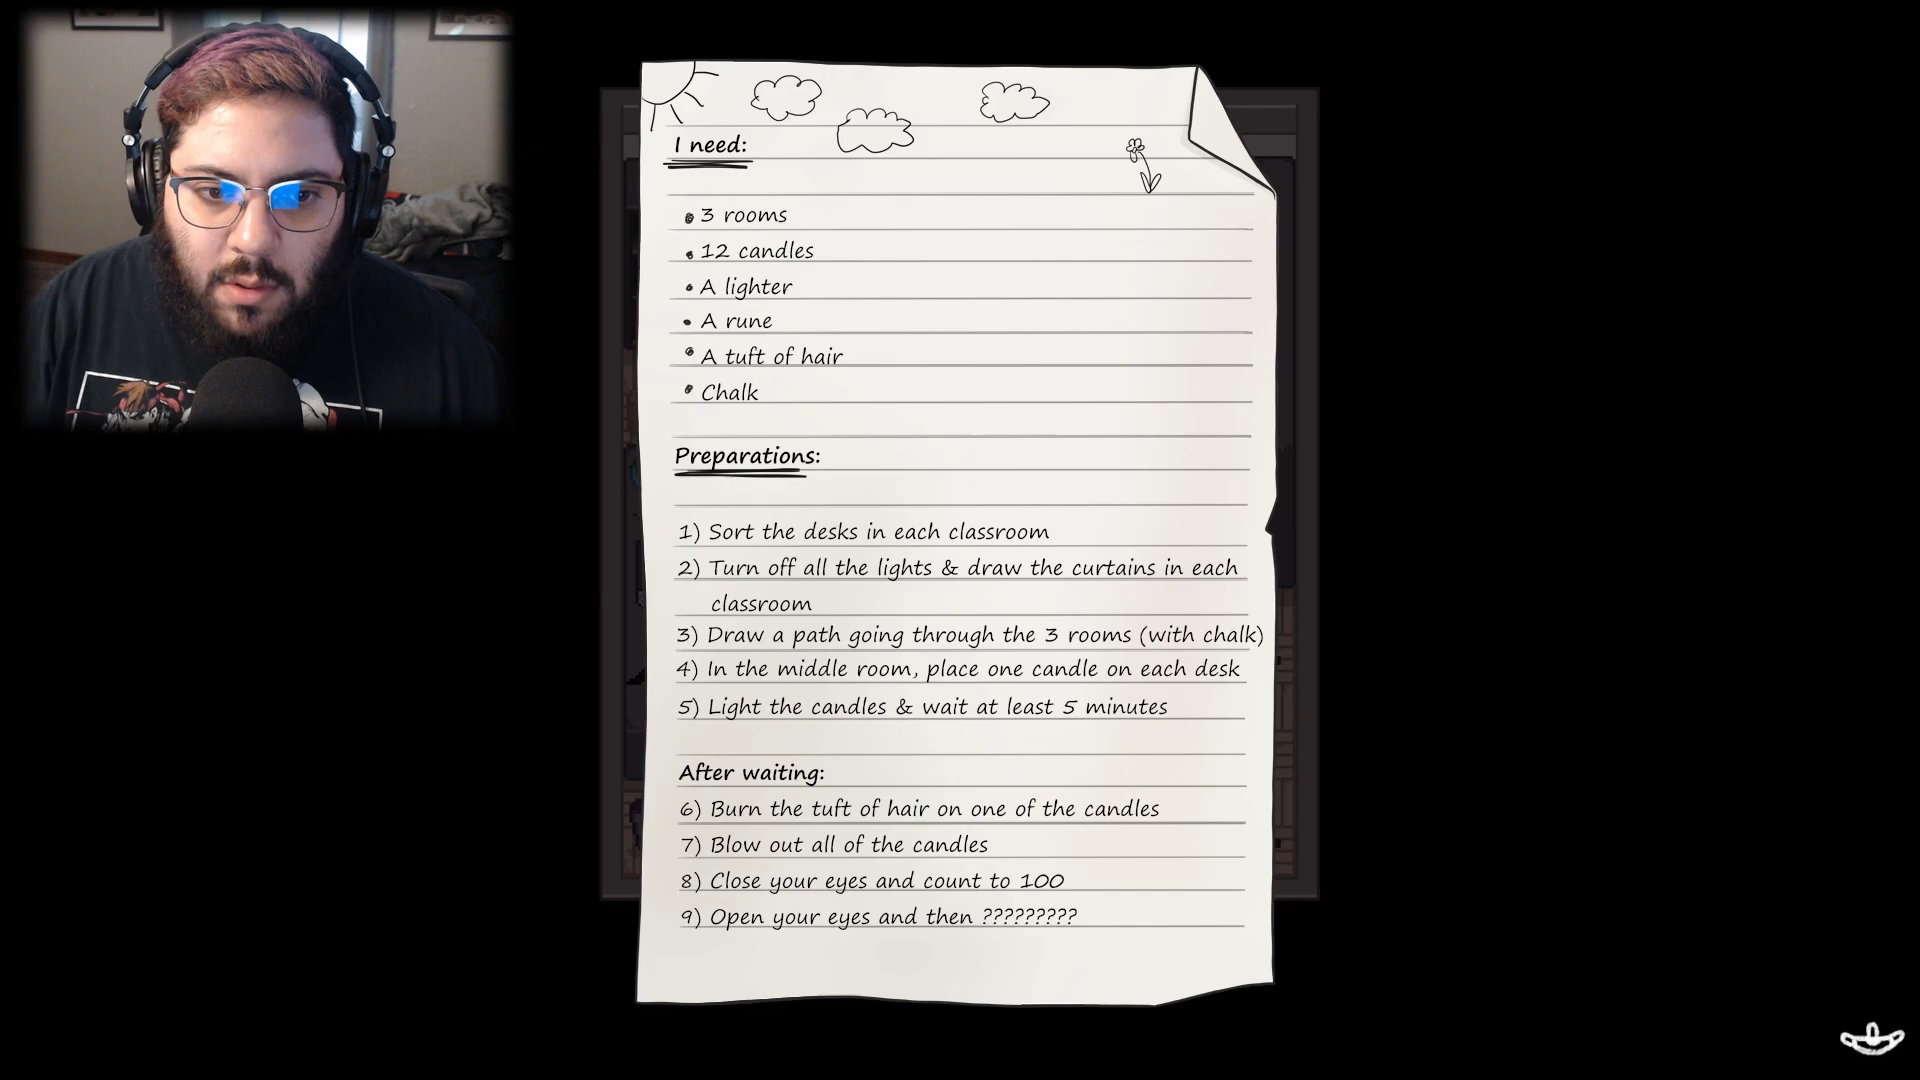 I need:
3 rooms
12 candles
A lighter
A rune
A tuft of hair
Chalk
Preparations:
1) Sort the desks in each classroom
2) Turn off all the lights & draw the curtains in each
classroom
3) Draw a path going through the 3 rooms (with chalk)
4) In the middle room, place one candle on each desk
5) Light the candles & wait at least 5 minutes
After waiting:
6) Burn the tuft of hair on one of the candles
7) Blow out all of the candles
8) Close your eyes and count to 100
9) Open your eyes and then ?????????